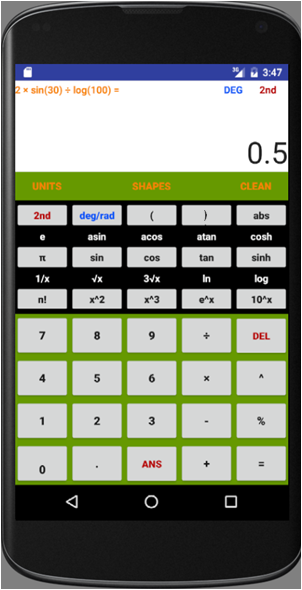 3G 3:47
2 × sin(30) ÷ log(100) = DEG 2nd
0.5
UNITS SHAPES CLEAN
2nd deg/rad ( ) abs
e asin acos atan cosh
π sin cos tan sinh
1/x √x 3√x ln log
n! x^2 x^3 e^x 10^x
7 8 9 ÷ DEL
4 5 6 × ^
1 2 3 - %
0 . ANS + =